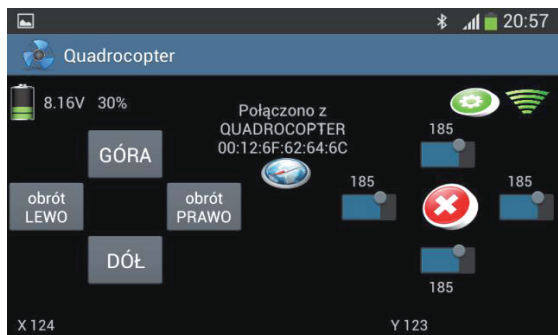 20:57
Quadrocopter
8.16V 30%
Połączono z
QUADROCOPTER
00:12:6F:62:64:6C
GÓRA
obrót
LEWO
obrót
PRAWO
DÓŁ
185
185
185
185
X 124
Y 123